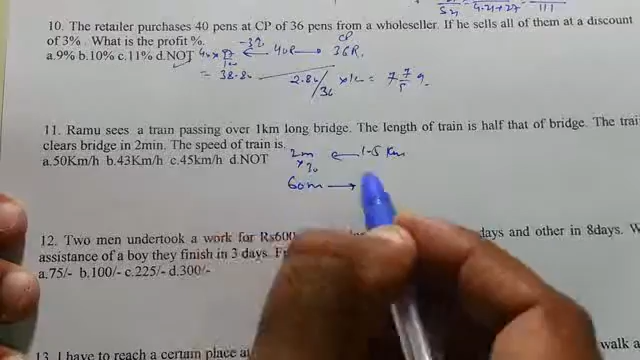 10. The retailer purchases 40 pens at CP of 36 pens from a wholeseller. If he sells all of them at a discount
of 3% . What is the profit %.
a.9% b.10% c.11% d.NOT
-3%
CP
40R 36R.
= 38.80
2.80/36 × 100 = 7 7/ 9
11. Ramu sees a train passing over 1km long bridge. The length of train is half that of bridge. The trai
clears bridge in 2min. The speed of train is.
a.50Km/h b.43Km/h c.45km/h d.NOT
2m 1.5 Km
×30
60m
12. Two men undertook a work for Rs600 days and other in 8days. W
assistance of a boy they finish in 3 days. F
a.75/- b.100/- c.225/- d.300/-
13. I have to reach a certain place at walk a